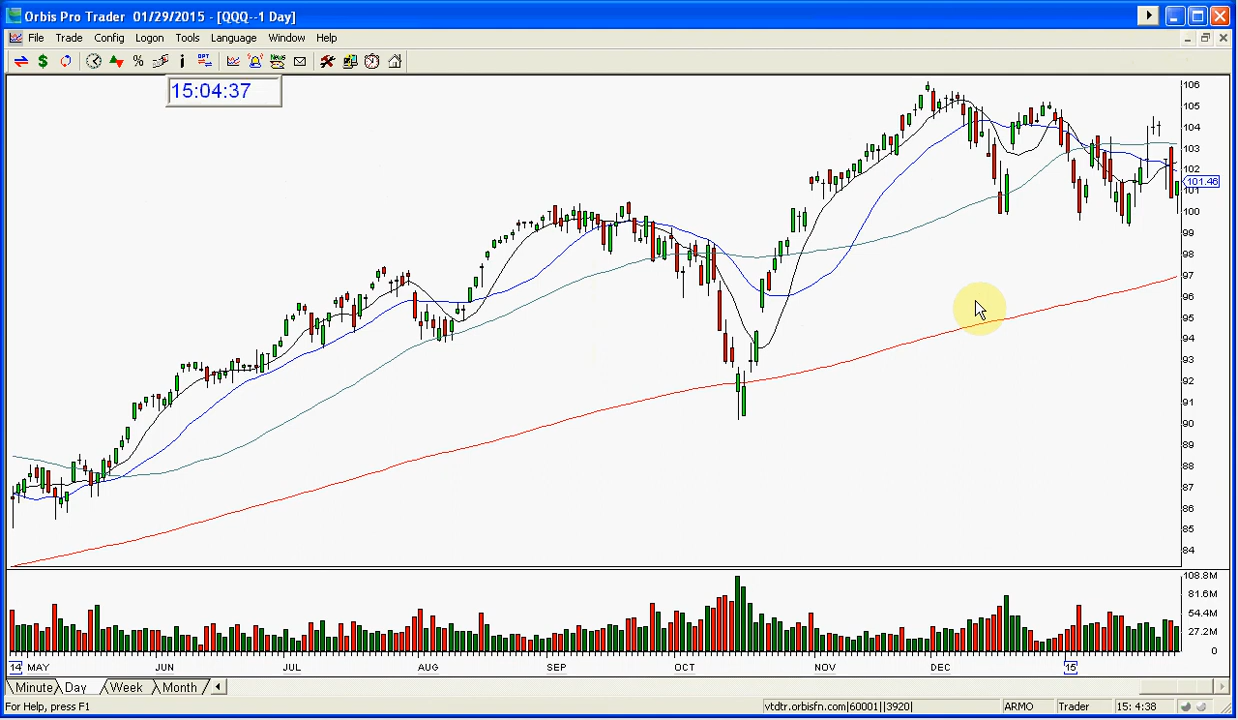 Orbis Pro Trader 01/29/2015 - [QQQ--1 Day]
File Trade Config Logon Tools Language Window Help
OPT News
15:04:37
106
105
104
103
102
101.46
101
100
99
98
97
96
95
94
93
92
91
90
89
88
87
86
85
84
108.8M
81.6M
54.4M
27.2M
0
14 MAY JUN JUL AUG SEP OCT NOV DEC 15
Minute Day Week Month
For Help, press F1 vtdtr.orbisfn.com|60001||3920| ARMO Trader 15: 4:38